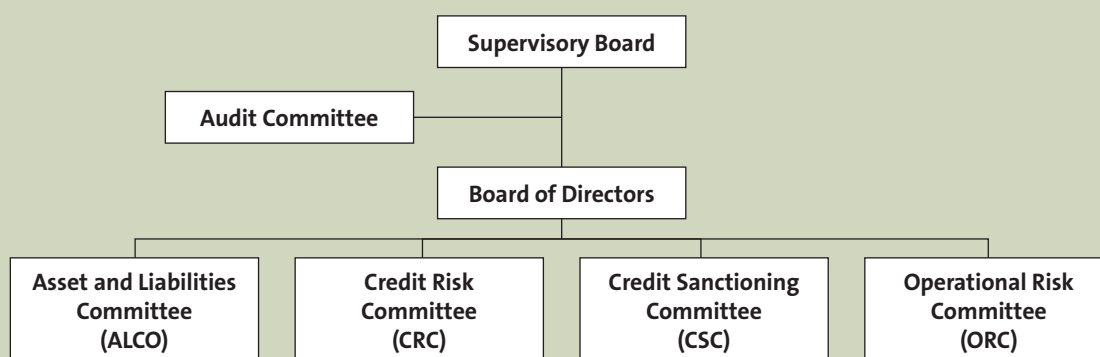 Supervisory Board
Audit Committee
Board of Directors
Asset and Liabilities
Committee
(ALCO)
Credit Risk
Committee
(CRC)
Credit Sanctioning
Committee
(CSC)
Operational Risk
Committee
(ORC)